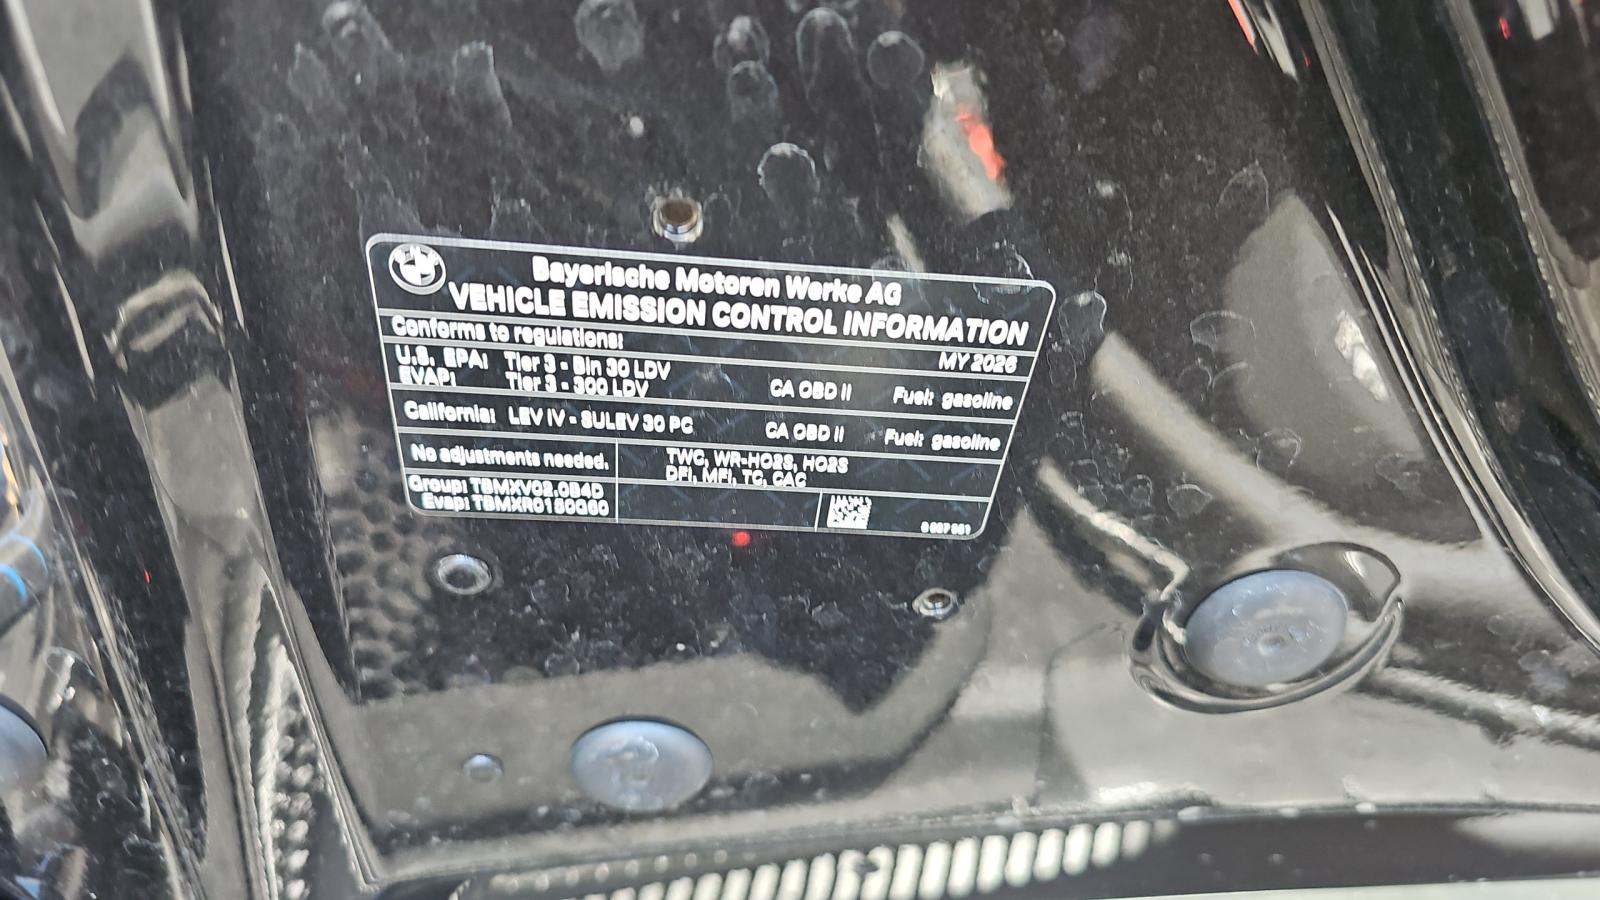 Bayerische Motoren Werke AG
VEHICLE EMISSION CONTROL INFORMATION
Conforms to regulations: MY 2026
U.S. EPA: Tier 3 - Bin 30 LDV
EVAP: Tier 3 - 300 LDV CA OBD II Fuel: gasoline
California: LEV IV - SULEV 30 PC CA OBD II Fuel: gasoline
No adjustments needed. TWC, WR-HO2S, HO2S
DFI, MFI, TC, CAC
Group: TBMXV02.0B4D
Evap: TBMXR0130G60